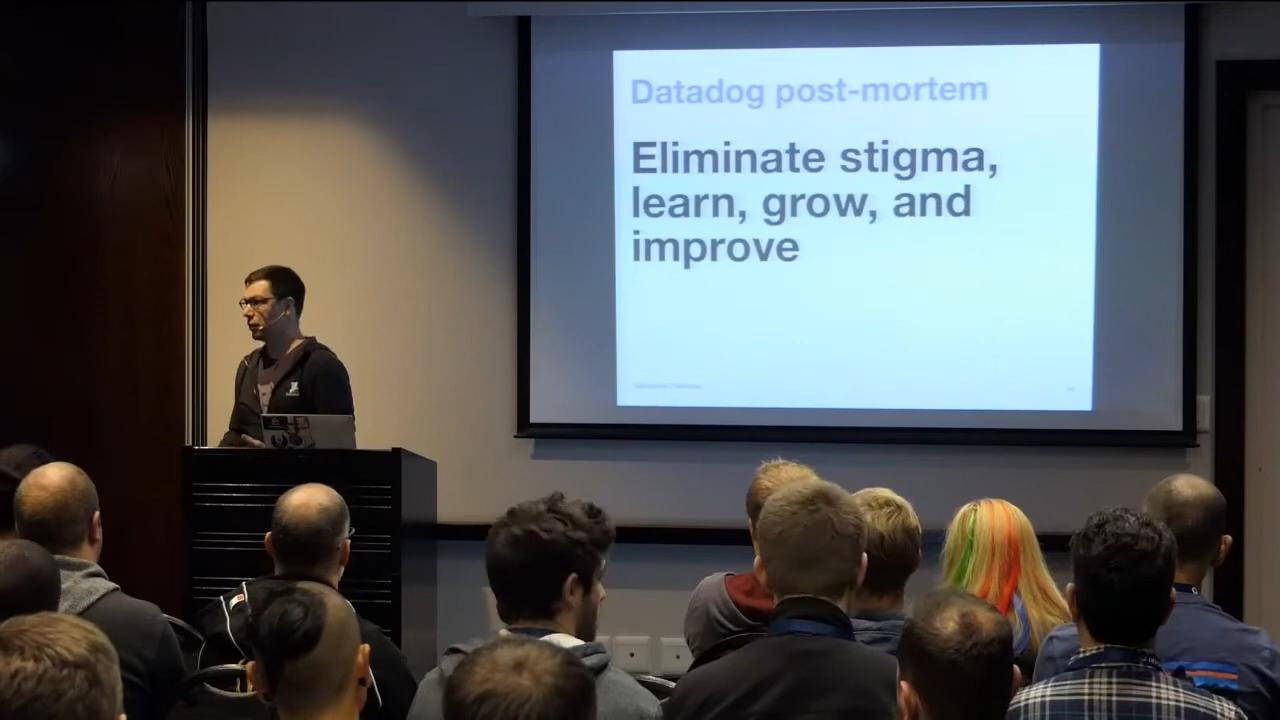 Datadog post-mortem
Eliminate stigma,
learn, grow, and
improve